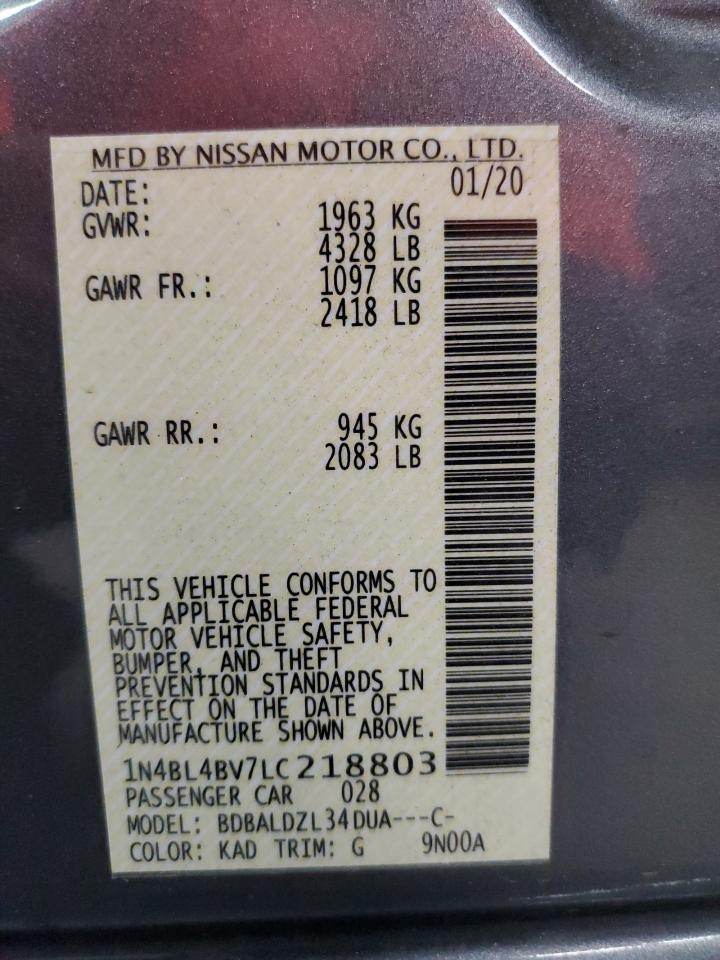 MFD BY NISSAN MOTOR CO., LTD.
DATE: 01/20
GVWR: 1963 KG
4328 LB
GAWR FR.: 1097 KG
2418 LB
GAWR RR.: 945 KG
2083 LB
THIS VEHICLE CONFORMS TO
ALL APPLICABLE FEDERAL
MOTOR VEHICLE SAFETY,
BUMPER, AND THEFT
PREVENTION STANDARDS IN
EFFECT ON THE DATE OF
MANUFACTURE SHOWN ABOVE.
1N4BL4BV7LC218803
PASSENGER CAR 028
MODEL: BDBALDZL34DUA---C-
COLOR: KAD TRIM: G 9N00A